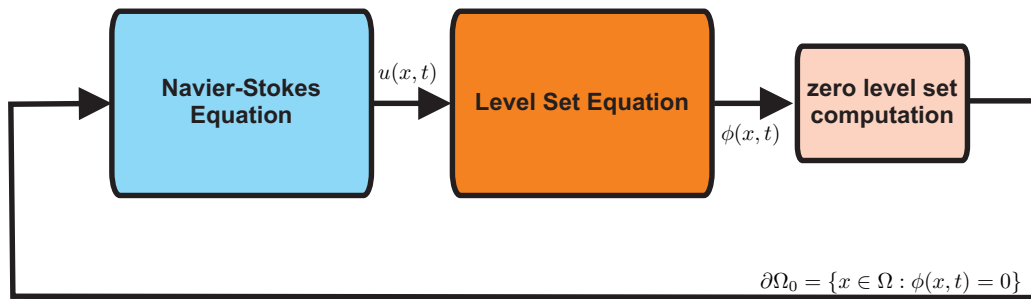 Navier-Stokes
Equation
u(x, t)
Level Set Equation
ϕ(x, t)
zero level set
computation
∂Ω₀ = {x ∈ Ω : ϕ(x, t) = 0}